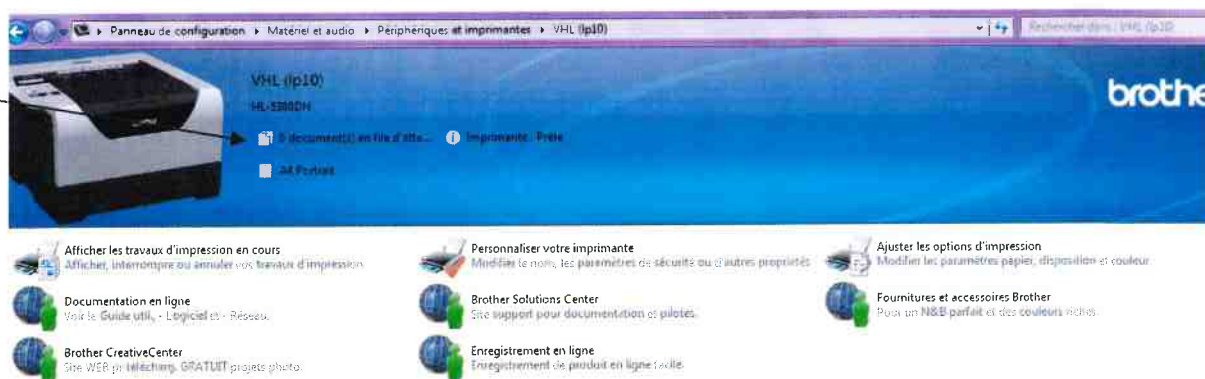 Panneau de configuration ▸ Matériel et audio ▸ Périphériques et imprimantes ▸ VHL (lp10)
Rechercher dans : VHL (lp10)
VHL (lp10)
HL-5380DN
brothe
0 document(s) en file d'atte... Imprimante : Prête
A4 Portrait
Afficher les travaux d'impression en cours
Afficher, interrompre ou annuler vos travaux d'impression
Personnaliser votre imprimante
Modifier le nom, les paramètres de sécurité ou d'autres propriétés
Ajuster les options d'impression
Modifier les paramètres papier, disposition et couleur
Documentation en ligne
Voir le Guide util., - Logiciel et - Réseau.
Brother Solutions Center
Site support pour documentation et pilotes.
Fournitures et accessoires Brother
Pour un N&B parfait et des couleurs riches.
Brother CreativeCenter
Site WEB pr télécharg. GRATUIT projets photo.
Enregistrement en ligne
Enregistrement de produit en ligne facile.